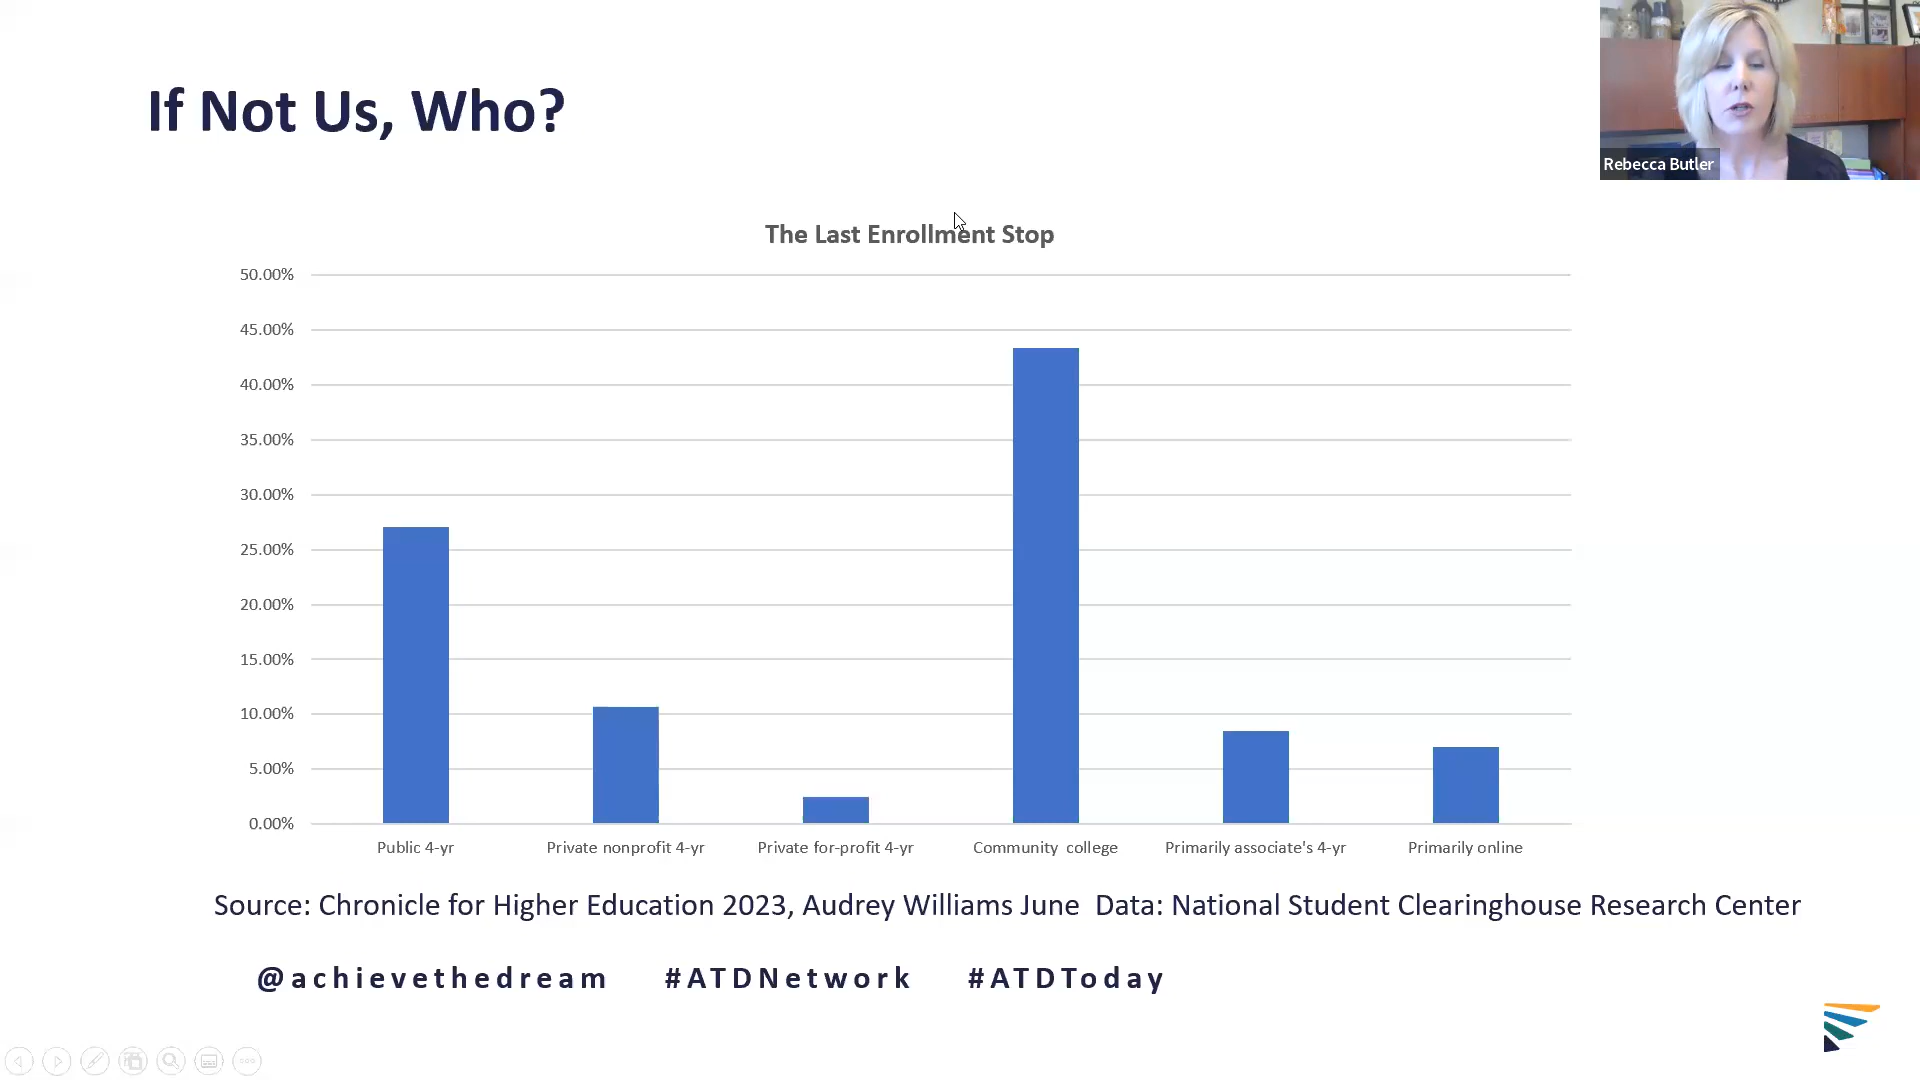 If Not Us, Who?
Rebecca Butler
The Last Enrollment Stop
50.00%
45.00%
40.00%
35.00%
30.00%
25.00%
20.00%
15.00%
10.00%
5.00%
0.00%
Public 4-yr Private nonprofit 4-yr Private for-profit 4-yr Community college Primarily associate's 4-yr Primarily online
Source: Chronicle for Higher Education 2023, Audrey Williams June Data: National Student Clearinghouse Research Center
@achievethedream #ATDNetwork #ATDToday